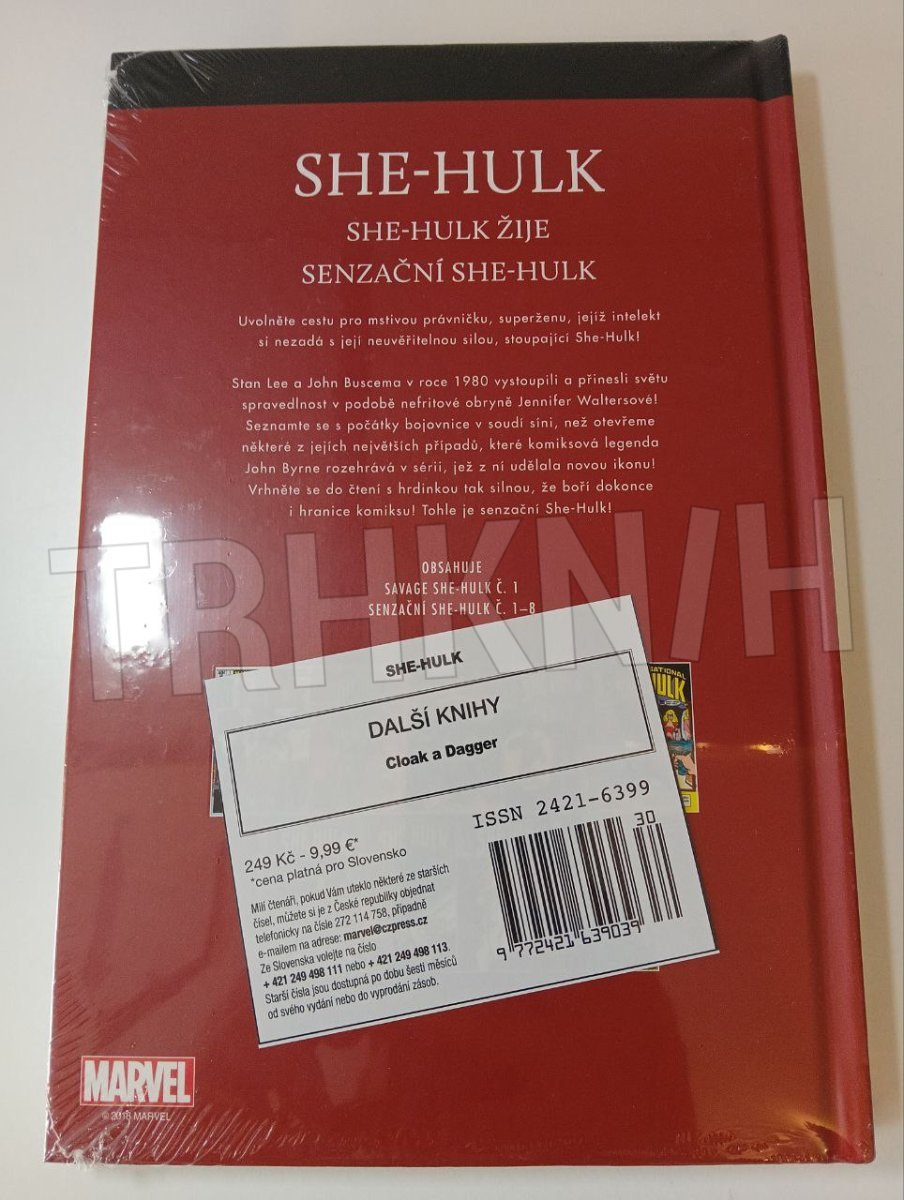 SHE-HULK
SHE-HULK ŽIJE
SENZAČNÍ SHE-HULK
Uvolněte cestu pro mstivou právničku, superženu, jejíž intelekt
si nezadá s její neuvěřitelnou silou, stoupající She-Hulk!
Stan Lee a John Buscema v roce 1980 vystoupili a přinesli světu
spravedlnost v podobě nefritové obryně Jennifer Waltersové!
Seznamte se s počátky bojovnice v soudí síni, než otevřeme
některé z jejích největších případů, které komiksová legenda
John Byrne rozehrává v sérii, jež z ní udělala novou ikonu!
Vrhněte se do čtení s hrdinkou tak silnou, že boří dokonce
i hranice komiksu! Tohle je senzační She-Hulk!
TRHKN/H
OBSAHUJE
SAVAGE SHE-HULK Č. 1
SENZAČNÍ SHE-HULK Č. 1–8
HULK
SHE-HULK
DALŠÍ KNIHY
Cloak a Dagger
ISSN 2421-6399
30
9 772421 639039
249 Kč - 9,99 €*
*cena platná pro Slovensko
Milí čtenáři, pokud Vám uteklo některé ze starších
čísel, můžete si je z České republiky objednat
telefonicky na čísle 272 114 758, případně
e-mailem na adrese: marvel@czpress.cz
Ze Slovenska volejte na číslo
+ 421 249 498 111 nebo + 421 249 498 113.
Starší čísla jsou dostupná po dobu šesti měsíců
od svého vydání nebo do vyprodání zásob.
MARVEL
© 2018 MARVEL